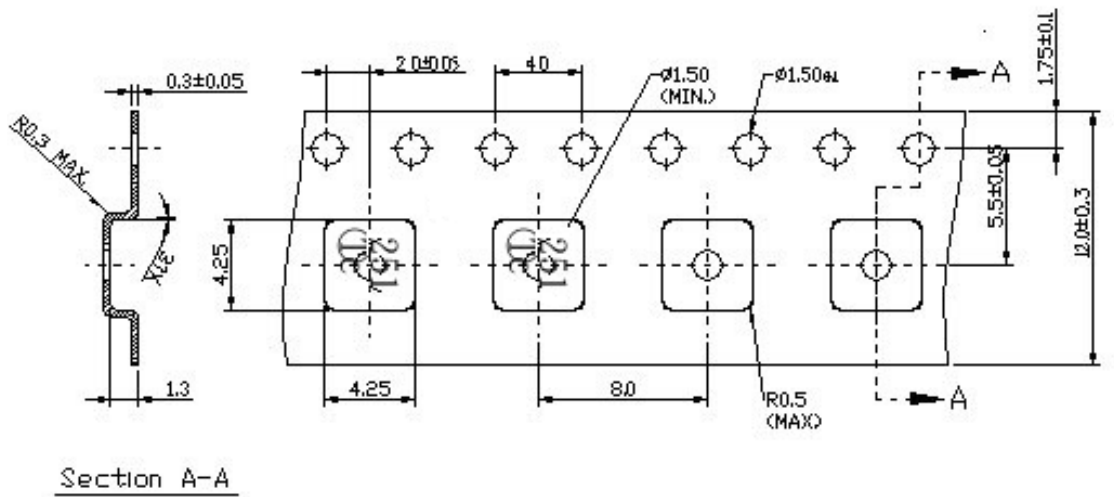 2.0±0.05
4.0
Ø1.50
(MIN.)
Ø1.50
A
1.75±0.1
0.3±0.05
R0.3 MAX.
5.5±0.05
12.0±0.3
4.25
251
251
1.3
4.25
8.0
R0.5
(MAX)
A
Section A-A